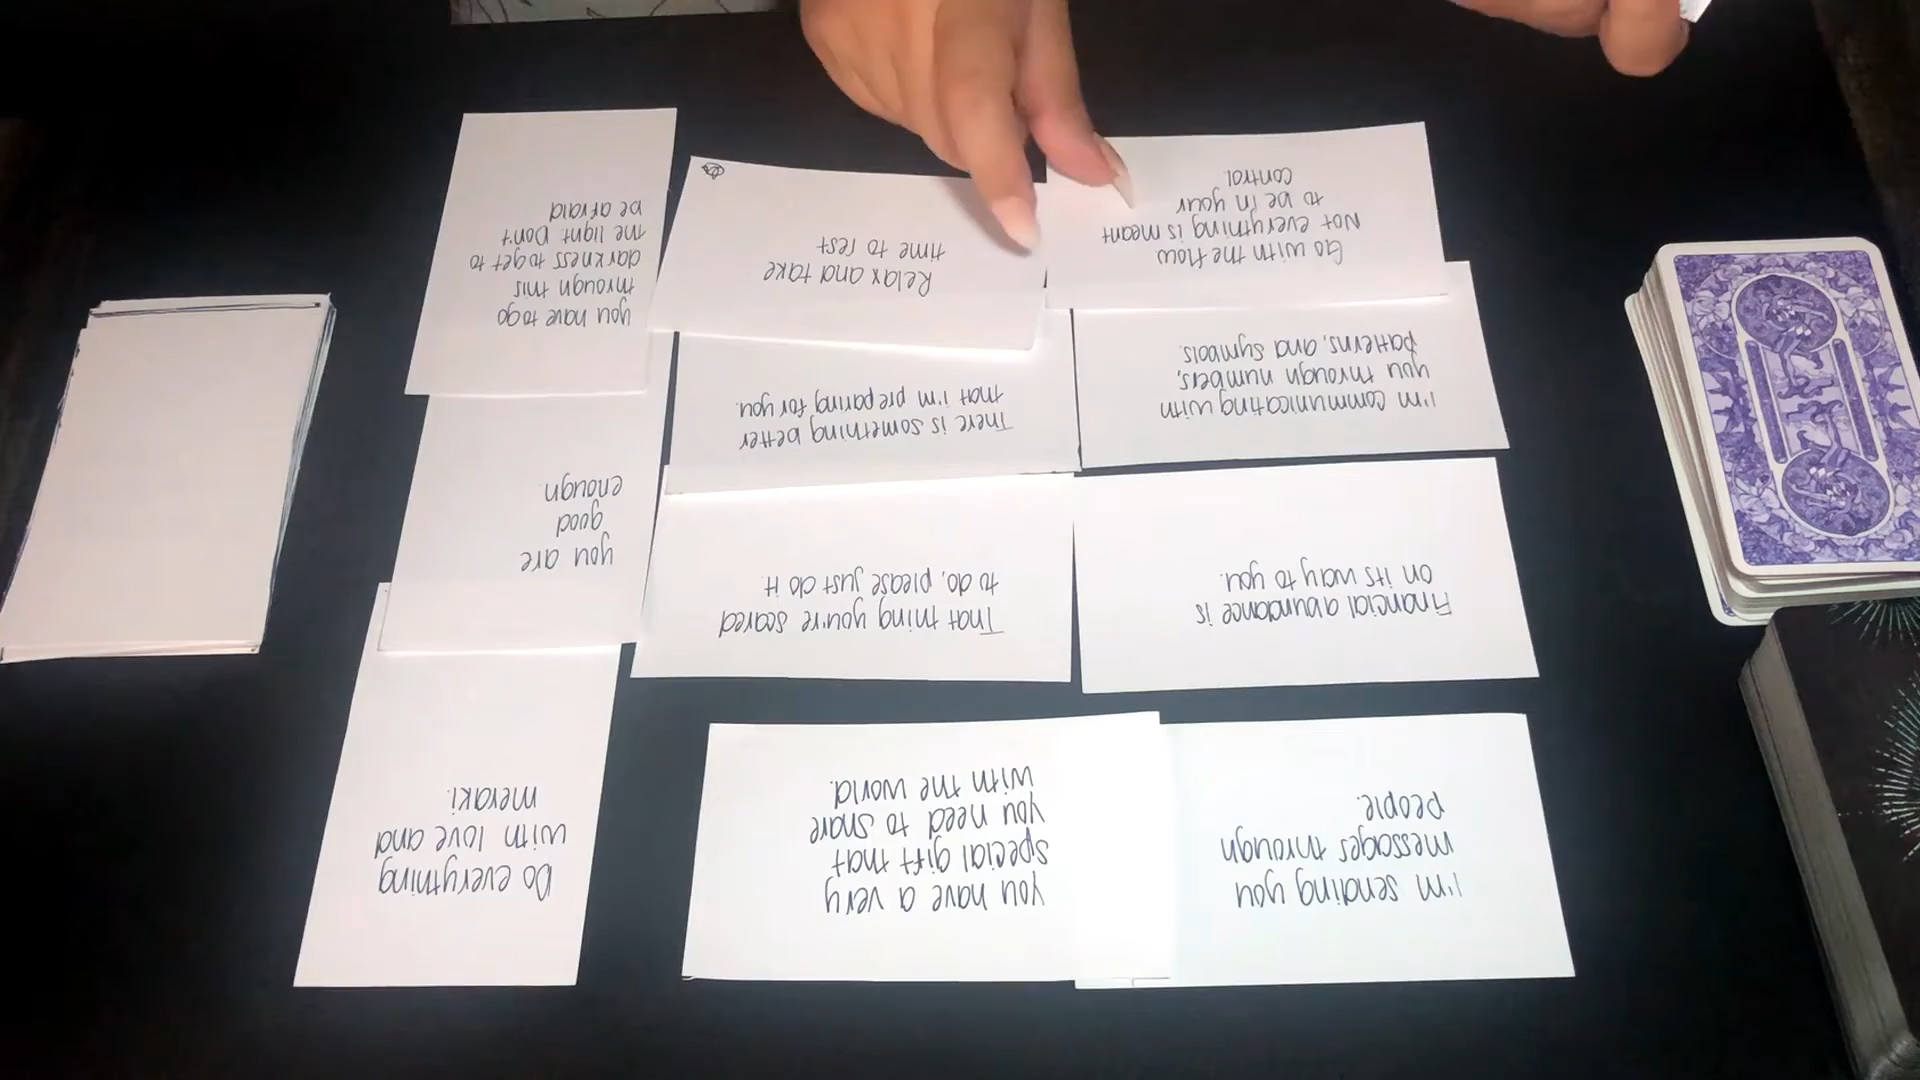 I'm sending you
messages through
people.
you have a very
special gift that
you need to share
with the world.
Do everything
with love and
meraki.
Financial abundance is
on its way to you.
That thing you're scared
to do, please just do it.
you are
good
enough.
I'm communicating with
you through numbers,
patterns, and symbols.
There is something better
that i'm preparing for you.
Go with the flow
Not everything is meant
to be in your
control.
Relax and take
time to rest
you have to go
through this
darkness to get to
the light Don't
be afraid